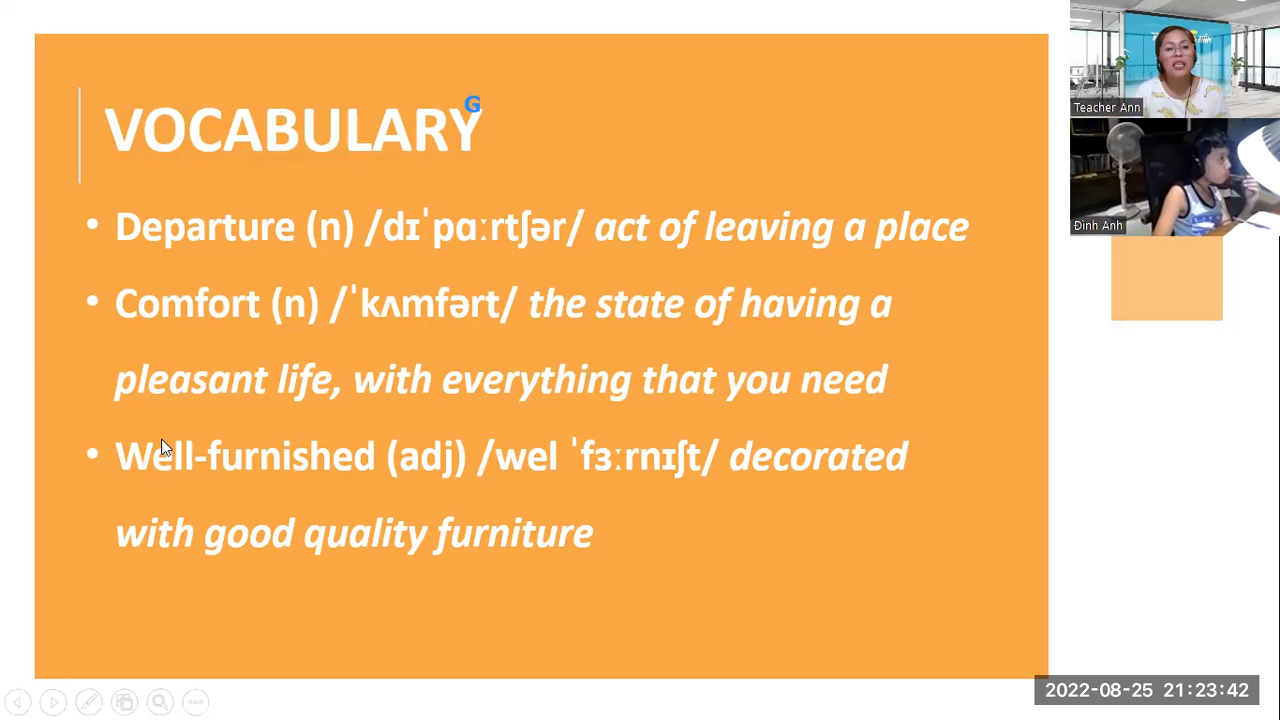 VOCABULARY
G
• Departure (n) /dɪˈpɑːrtʃər/ act of leaving a place
• Comfort (n) /ˈkʌmfərt/ the state of having a
pleasant life, with everything that you need
• Well-furnished (adj) /wel ˈfɜːrnɪʃt/ decorated
with good quality furniture
Teacher Ann
Đình Anh
2022-08-25 21:23:42